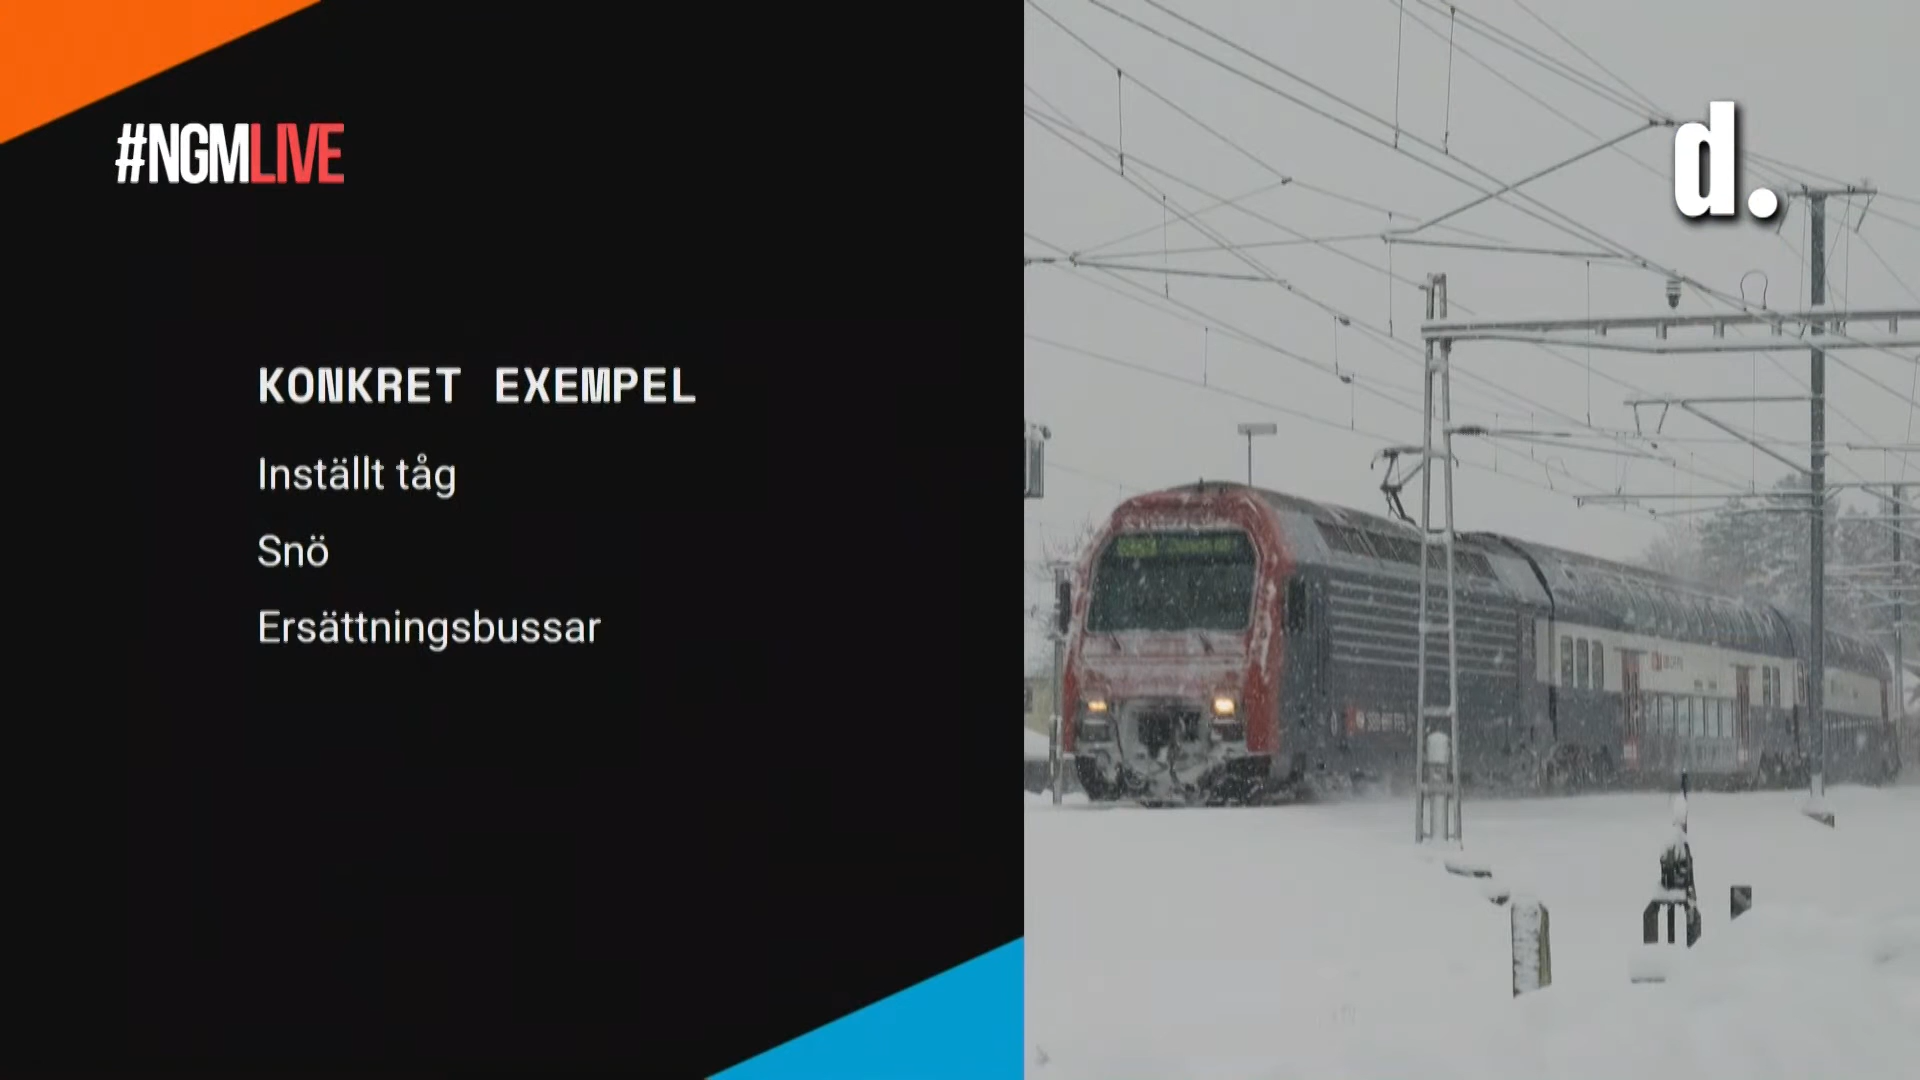 #NGMLIVE
d.
KONKRET EXEMPEL
Inställt tåg
Snö
Ersättningsbussar